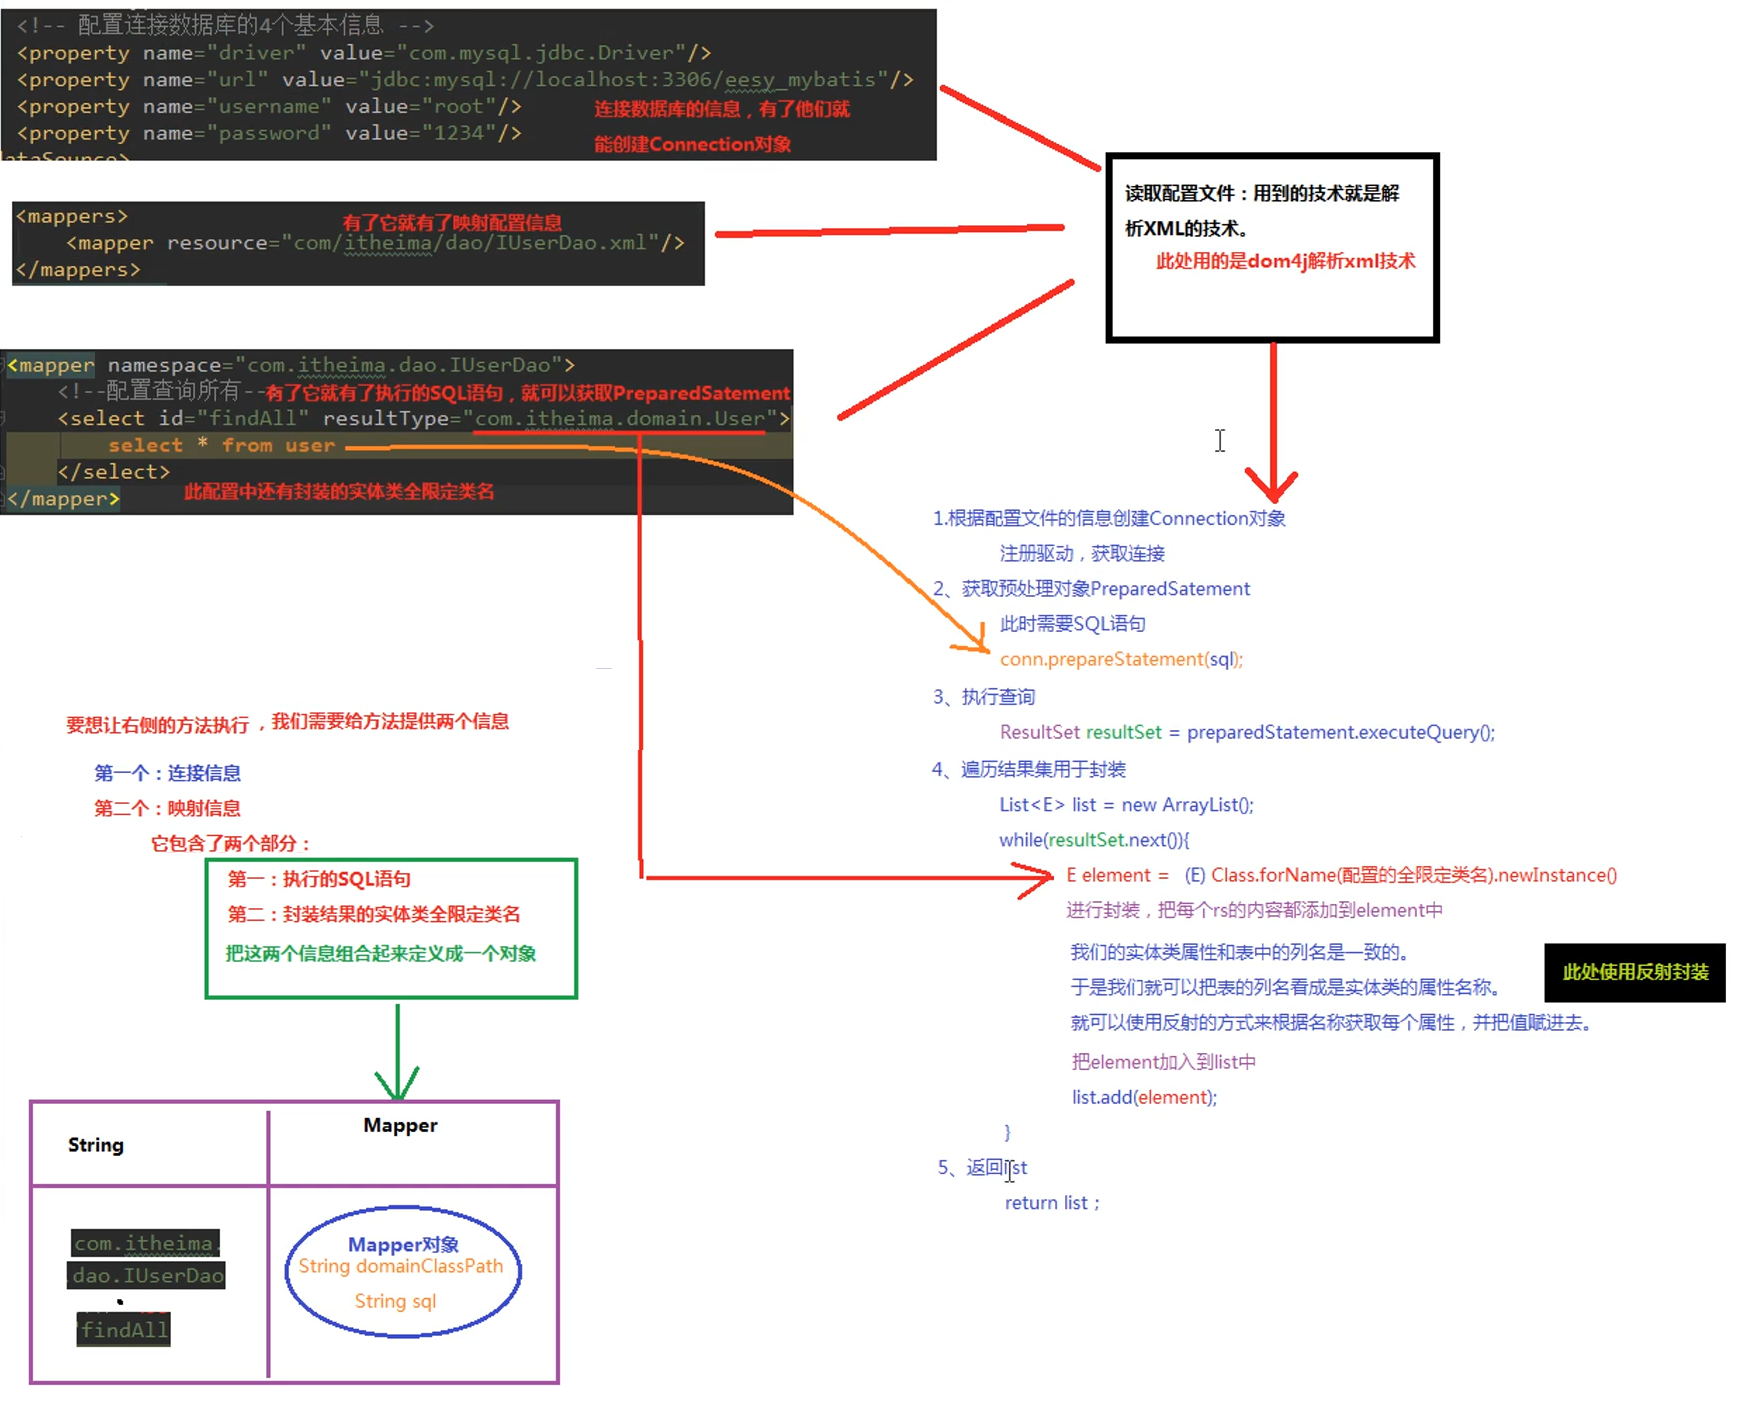 <!-- 配置连接数据库的4个基本信息 -->
<property name="driver" value="com.mysql.jdbc.Driver"/>
<property name="url" value="jdbc:mysql://localhost:3306/eesy_mybatis"/>
<property name="username" value="root"/>
<property name="password" value="1234"/>
连接数据库的信息，有了他们就
能创建Connection对象
dataSource>
<mappers>
有了它就有了映射配置信息
<mapper resource="com/itheima/dao/IUserDao.xml"/>
</mappers>
读取配置文件：用到的技术就是解
析XML的技术。
此处用的是dom4j解析xml技术
<mapper namespace="com.itheima.dao.IUserDao">
<!--配置查询所有--
有了它就有了执行的SQL语句，就可以获取PreparedSatement
<select id="findAll" resultType="com.itheima.domain.User">
select * from user
</select>
此配置中还有封装的实体类全限定类名
</mapper>
1.根据配置文件的信息创建Connection对象
注册驱动，获取连接
2、获取预处理对象PreparedSatement
此时需要SQL语句
conn.prepareStatement(sql);
3、执行查询
ResultSet resultSet = preparedStatement.executeQuery();
4、遍历结果集用于封装
List<E> list = new ArrayList();
while(resultSet.next()){
E element = (E) Class.forName(配置的全限定类名).newInstance()
进行封装，把每个rs的内容都添加到element中
我们的实体类属性和表中的列名是一致的。
于是我们就可以把表的列名看成是实体类的属性名称。
就可以使用反射的方式来根据名称获取每个属性，并把值赋进去。
此处使用反射封装
把element加入到list中
list.add(element);
}
5、返回list
return list ;
要想让右侧的方法执行，我们需要给方法提供两个信息
第一个：连接信息
第二个：映射信息
它包含了两个部分：
第一：执行的SQL语句
第二：封装结果的实体类全限定类名
把这两个信息组合起来定义成一个对象
String
Mapper
com.itheima.
.dao.IUserDao
.
"findAll
Mapper对象
String domainClassPath
String sql